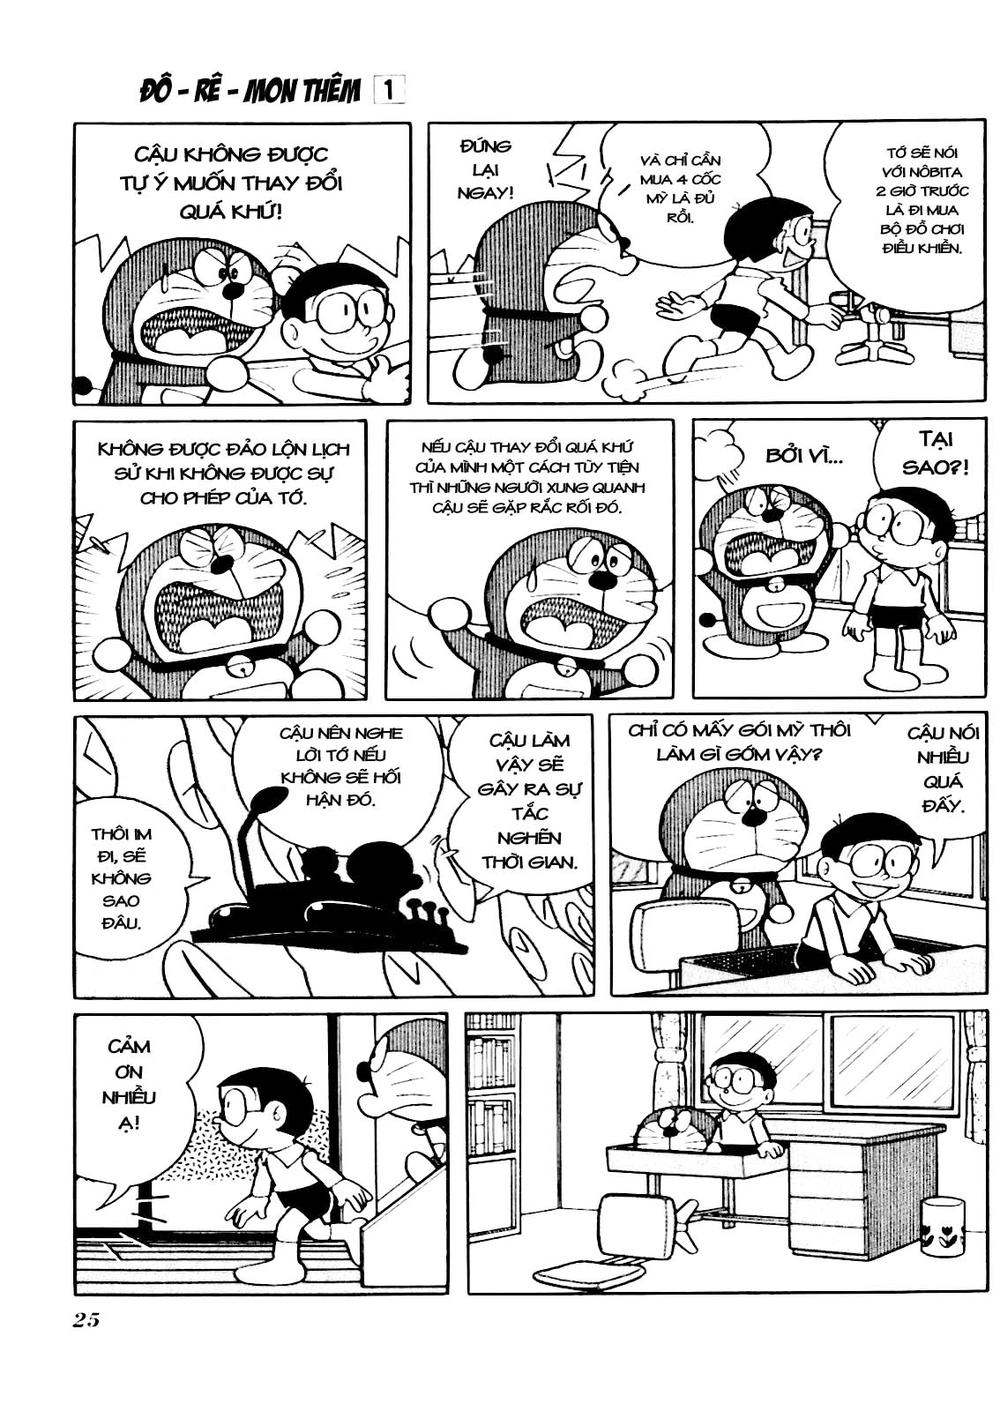 ĐÔ - RÊ - MON THÊM 1
CẬU KHÔNG ĐƯỢC
TỰ Ý MUỐN THAY ĐỔI
QUÁ KHỨ!
ĐỨNG
LẠI
NGAY!
VÀ CHỈ CẦN
MUA 4 CỐC
MỲ LÀ ĐỦ
RỒI.
TỚ SẼ NÓI
VỚI NÔBITA
2 GIỜ TRƯỚC
LÀ ĐI MUA
BỘ ĐỒ CHƠI
ĐIỀU KHIỂN.
KHÔNG ĐƯỢC ĐẢO LỘN LỊCH
SỬ KHI KHÔNG ĐƯỢC SỰ
CHO PHÉP CỦA TỚ.
NẾU CẬU THAY ĐỔI QUÁ KHỨ
CỦA MÌNH MỘT CÁCH TÙY TIỆN
THÌ NHỮNG NGƯỜI XUNG QUANH
CẬU SẼ GẶP RẮC RỐI ĐÓ.
BỞI VÌ...
TẠI
SAO?!
THÔI IM
ĐI, SẼ
KHÔNG
SAO
ĐÂU.
CẬU NÊN NGHE
LỜI TỚ NẾU
KHÔNG SẼ HỐI
HẬN ĐÓ.
CẬU LÀM
VẬY SẼ
GÂY RA SỰ
TẮC
NGHẼN
THỜI GIAN.
CHỈ CÓ MẤY GÓI MỲ THÔI
LÀM GÌ GỚM VẬY?
CẬU NÓI
NHIỀU
QUÁ
ĐẤY.
CẢM
ƠN
NHIỀU
Ạ!
25